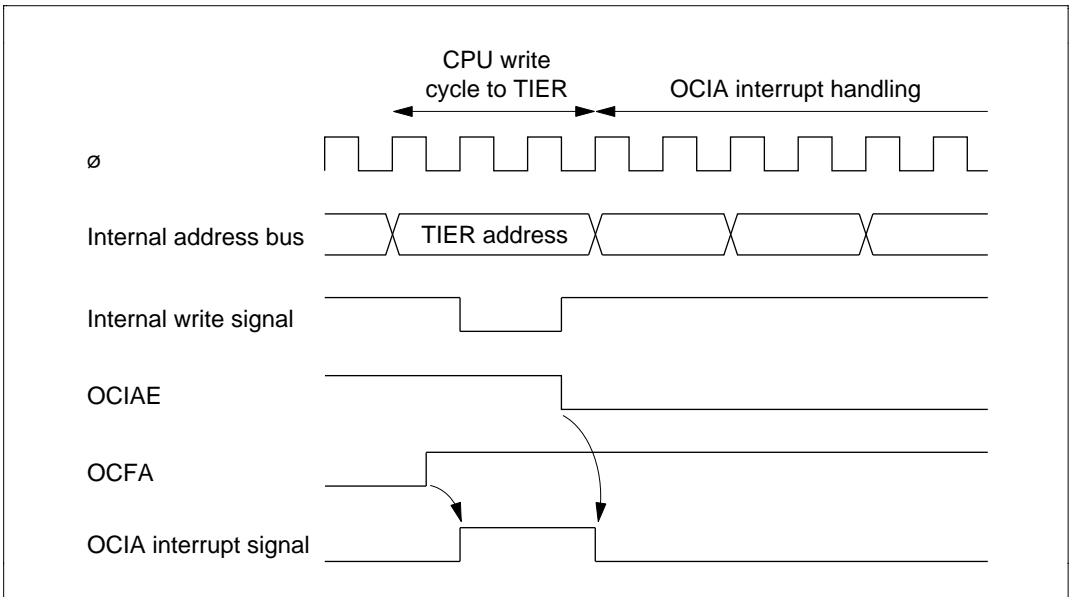 CPU write
cycle to TIER
OCIA interrupt handling
ø
Internal address bus
TIER address
Internal write signal
OCIAE
OCFA
OCIA interrupt signal